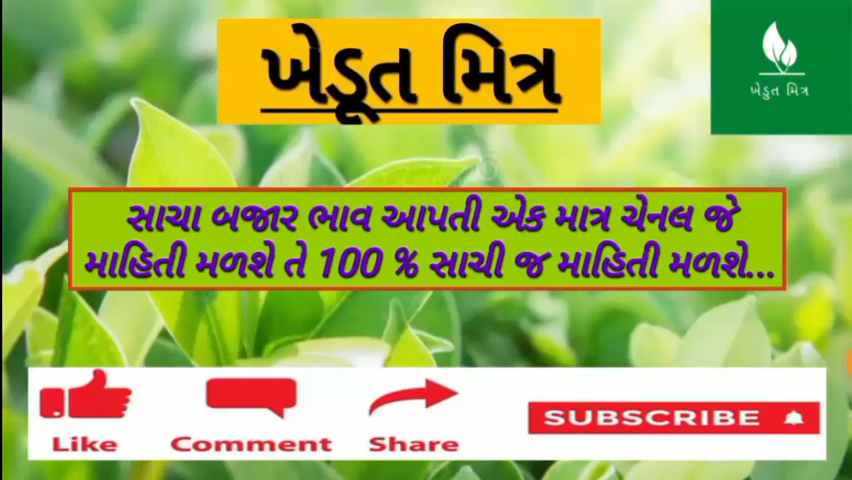 ખેડૂત મિત્ર
ખેડુત મિત્ર
સાચા બજાર ભાવ આપતી એક માત્ર ચેનલ જે
માહિતી મળશે તે 100 % સાચી જ માહિતી મળશે...
Like Comment Share SUBSCRIBE